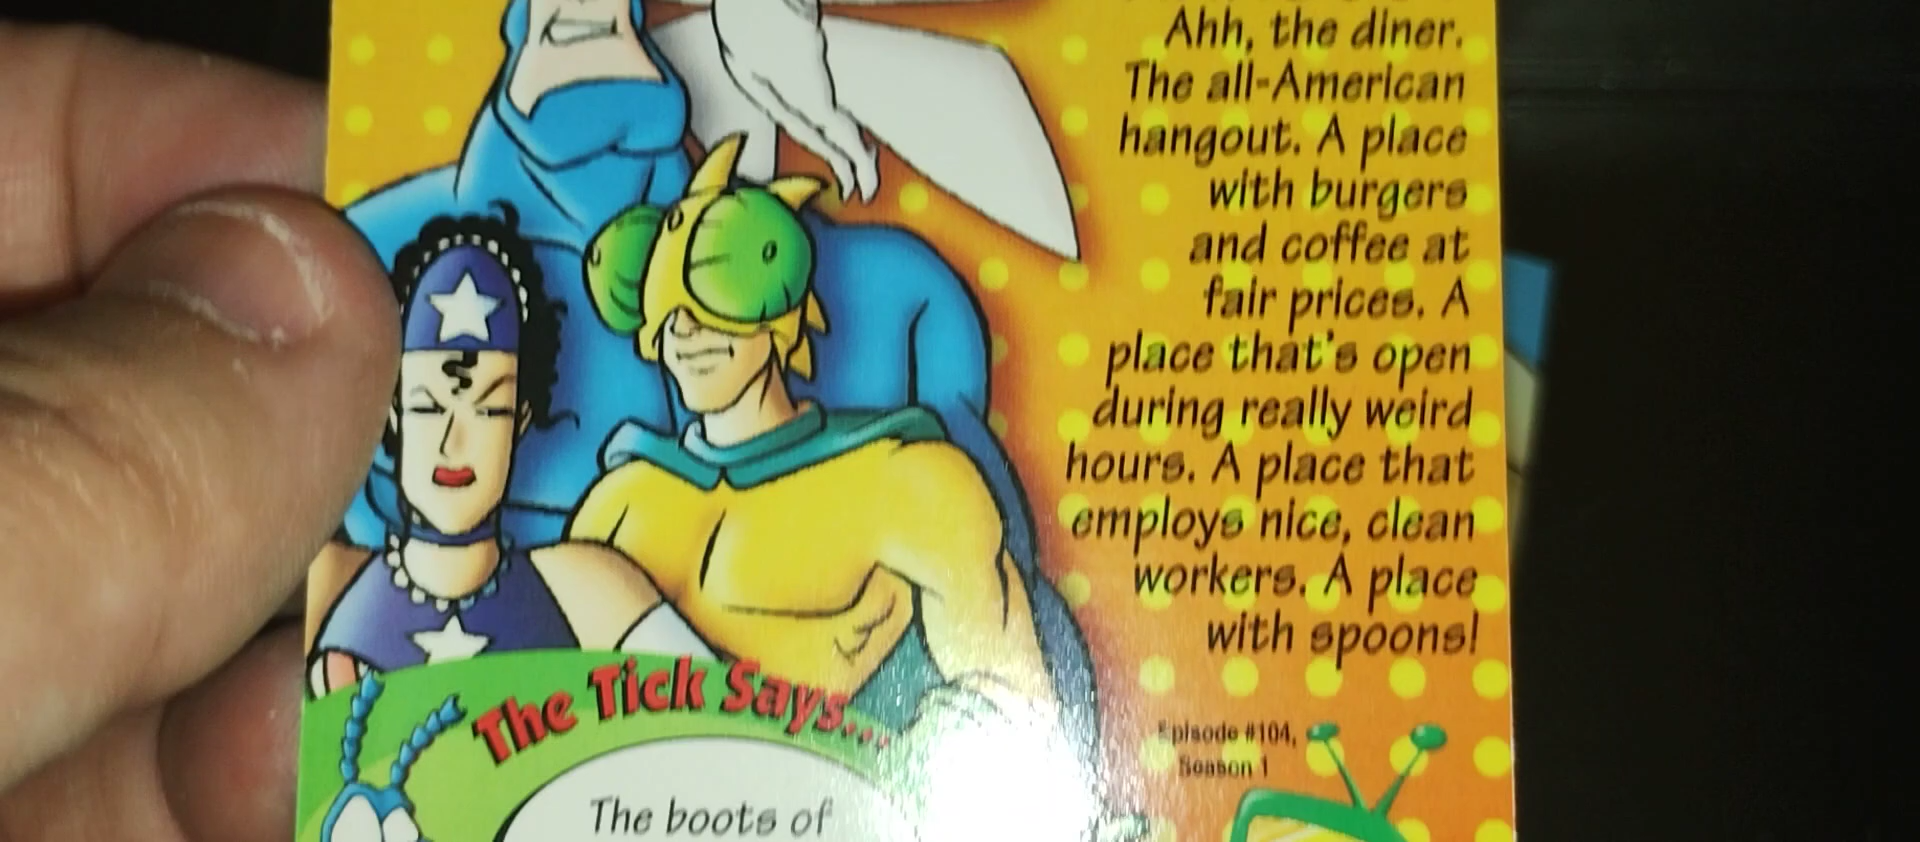 Ahh, the diner.
The all-American
hangout. A place
with burgers
and coffee at
fair prices. A
place that's open
during really weird
hours. A place that
employs nice, clean
workers. A place
with spoons!
The Tick Says...
Episode #104,
Season 1
The boots of